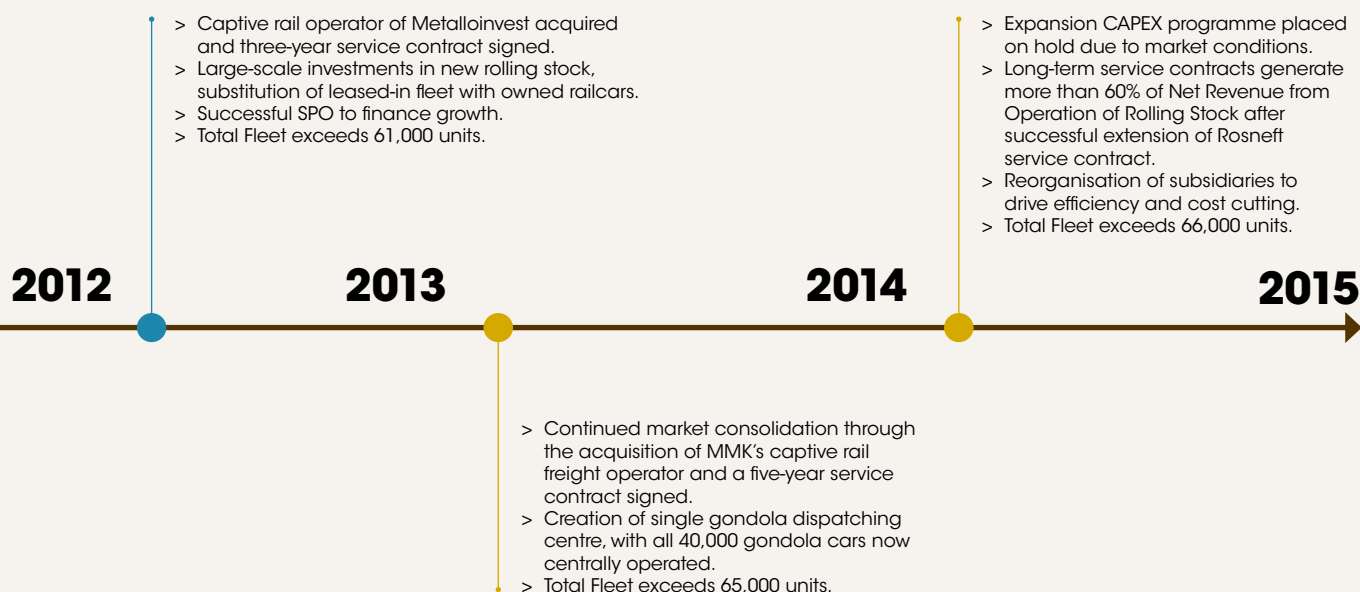 > Captive rail operator of Metalloinvest acquired
and three-year service contract signed.
> Large-scale investments in new rolling stock,
substitution of leased-in fleet with owned railcars.
> Successful SPO to finance growth.
> Total Fleet exceeds 61,000 units.
> Expansion CAPEX programme placed
on hold due to market conditions.
> Long-term service contracts generate
more than 60% of Net Revenue from
Operation of Rolling Stock after
successful extension of Rosneft
service contract.
> Reorganisation of subsidiaries to
drive efficiency and cost cutting.
> Total Fleet exceeds 66,000 units.
2012
2013
2014
2015
> Continued market consolidation through
the acquisition of MMK's captive rail
freight operator and a five-year service
contract signed.
> Creation of single gondola dispatching
centre, with all 40,000 gondola cars now
centrally operated.
> Total Fleet exceeds 65,000 units.